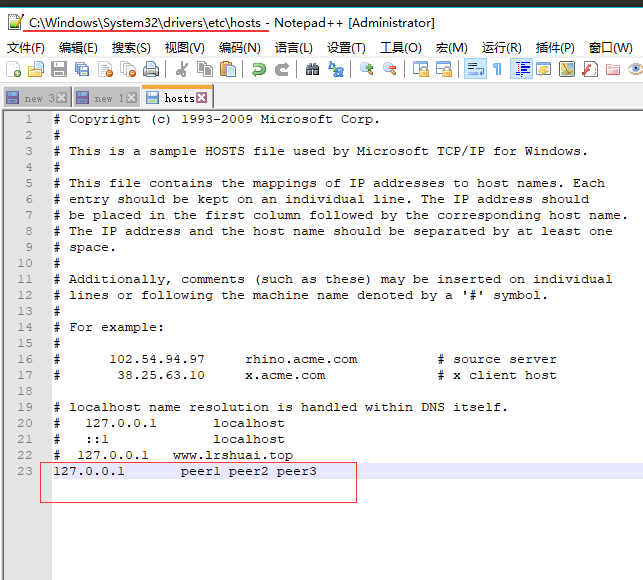 C:\Windows\System32\drivers\etc\hosts - Notepad++ [Administrator]
文件(F) 编辑(E) 搜索(S) 视图(V) 编码(N) 语言(L) 设置(T) 工具(O) 宏(M) 运行(R) 插件(P) 窗口(W)
new 3 new 1 hosts
1 # Copyright (c) 1993-2009 Microsoft Corp.
2 #
3 # This is a sample HOSTS file used by Microsoft TCP/IP for Windows.
4 #
5 # This file contains the mappings of IP addresses to host names. Each
6 # entry should be kept on an individual line. The IP address should
7 # be placed in the first column followed by the corresponding host name.
8 # The IP address and the host name should be separated by at least one
9 # space.
10 #
11 # Additionally, comments (such as these) may be inserted on individual
12 # lines or following the machine name denoted by a '#' symbol.
13 #
14 # For example:
15 #
16 #      102.54.94.97     rhino.acme.com          # source server
17 #       38.25.63.10     x.acme.com              # x client host
18
19 # localhost name resolution is handled within DNS itself.
20 #   127.0.0.1       localhost
21 #   ::1             localhost
22 #  127.0.0.1   www.lrshuai.top
23 127.0.0.1       peer1 peer2 peer3